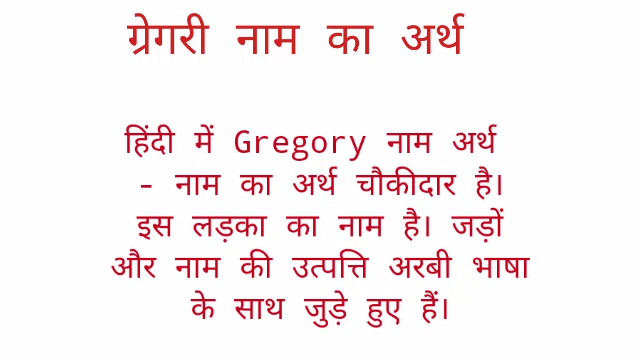 ग्रेगरी नाम का अर्थ
हिंदी में Gregory नाम अर्थ
- नाम का अर्थ चौकीदार है।
इस लड़का का नाम है। जड़ों
और नाम की उत्पत्ति अरबी भाषा
के साथ जुड़े हुए हैं।